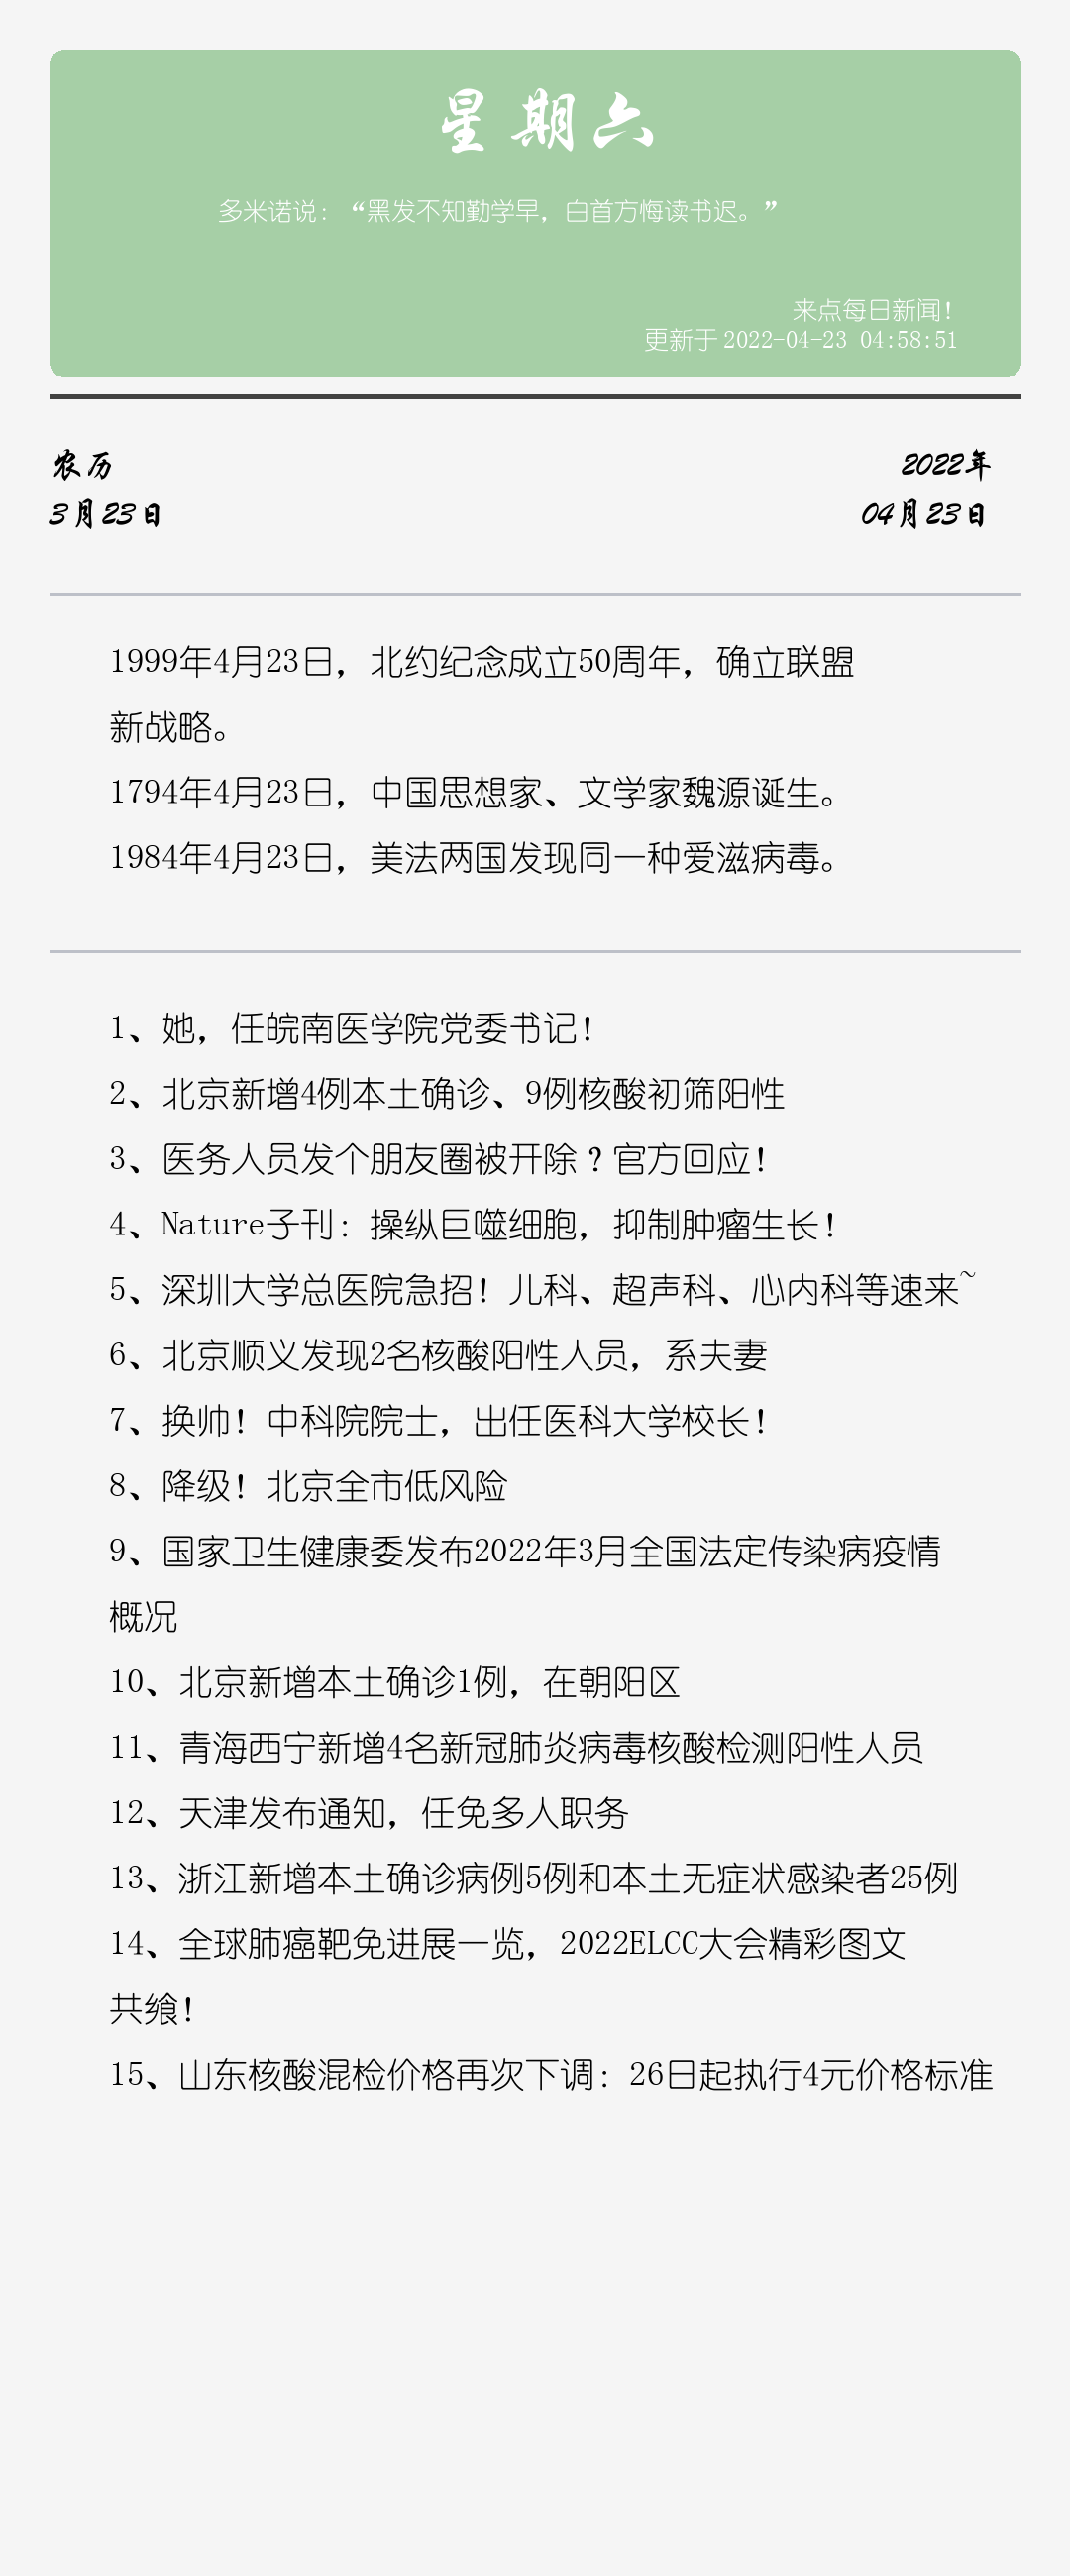 星期六
多米诺说：“黑发不知勤学早，白首方悔读书迟。”
来点每日新闻！
更新于 2022-04-23 04:58:51
农历
2022年
3月23日
04月23日
1999年4月23日，北约纪念成立50周年，确立联盟
新战略。
1794年4月23日，中国思想家、文学家魏源诞生。
1984年4月23日，美法两国发现同一种爱滋病毒。
1、她，任皖南医学院党委书记！
2、北京新增4例本土确诊、9例核酸初筛阳性
3、医务人员发个朋友圈被开除？官方回应！
4、Nature子刊：操纵巨噬细胞，抑制肿瘤生长！
5、深圳大学总医院急招！儿科、超声科、心内科等速来~
6、北京顺义发现2名核酸阳性人员，系夫妻
7、换帅！中科院院士，出任医科大学校长！
8、降级！北京全市低风险
9、国家卫生健康委发布2022年3月全国法定传染病疫情
概况
10、北京新增本土确诊1例，在朝阳区
11、青海西宁新增4名新冠肺炎病毒核酸检测阳性人员
12、天津发布通知，任免多人职务
13、浙江新增本土确诊病例5例和本土无症状感染者25例
14、全球肺癌靶免进展一览，2022ELCC大会精彩图文
共飨！
15、山东核酸混检价格再次下调：26日起执行4元价格标准